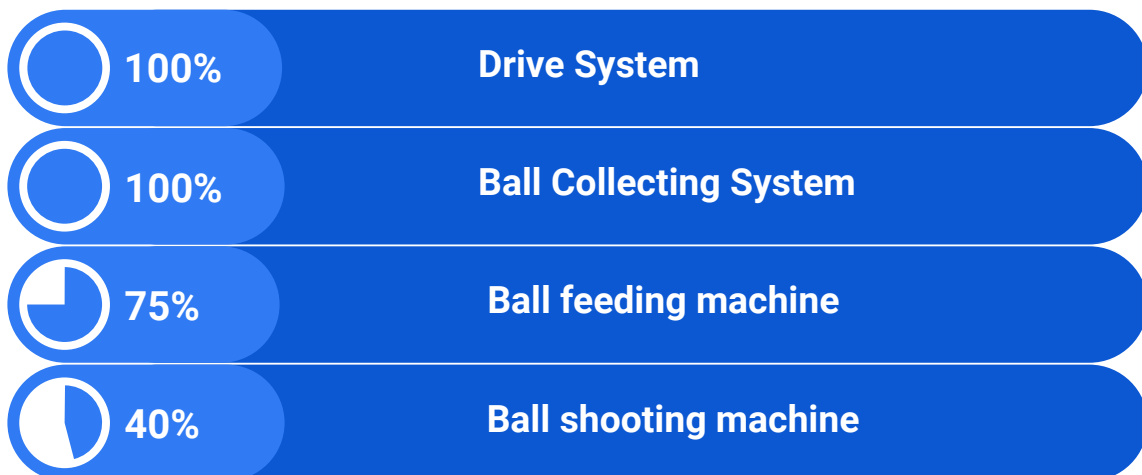 100% Drive System
100% Ball Collecting System
75% Ball feeding machine
40% Ball shooting machine